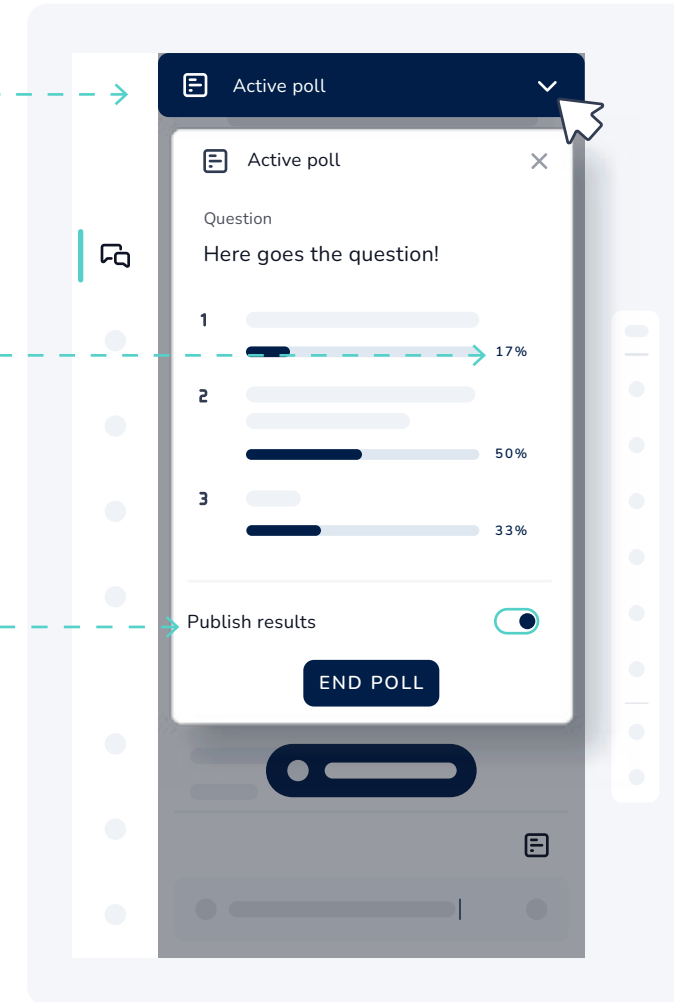 Active poll
Active poll
Question
Here goes the question!
1
17%
2
50%
3
33%
Publish results
END POLL